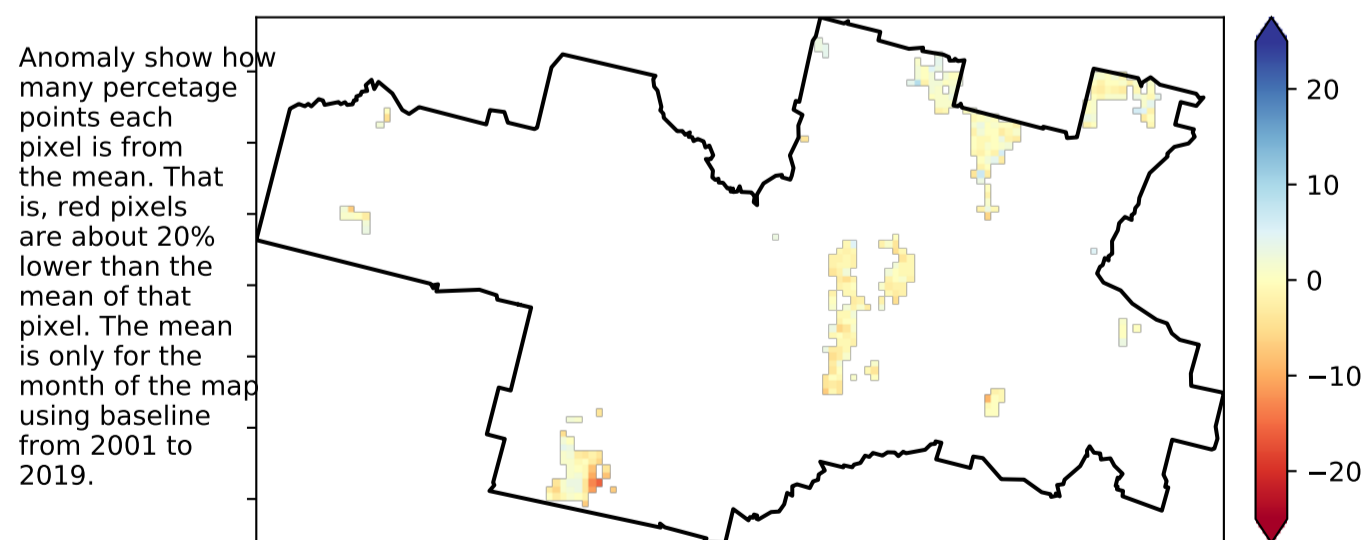 Anomaly show how
many percetage
points each
pixel is from
the mean. That
is, red pixels
are about 20%
lower than the
mean of that
pixel. The mean
is only for the
month of the map
using baseline
from 2001 to
2019.
20
10
0
−10
−20